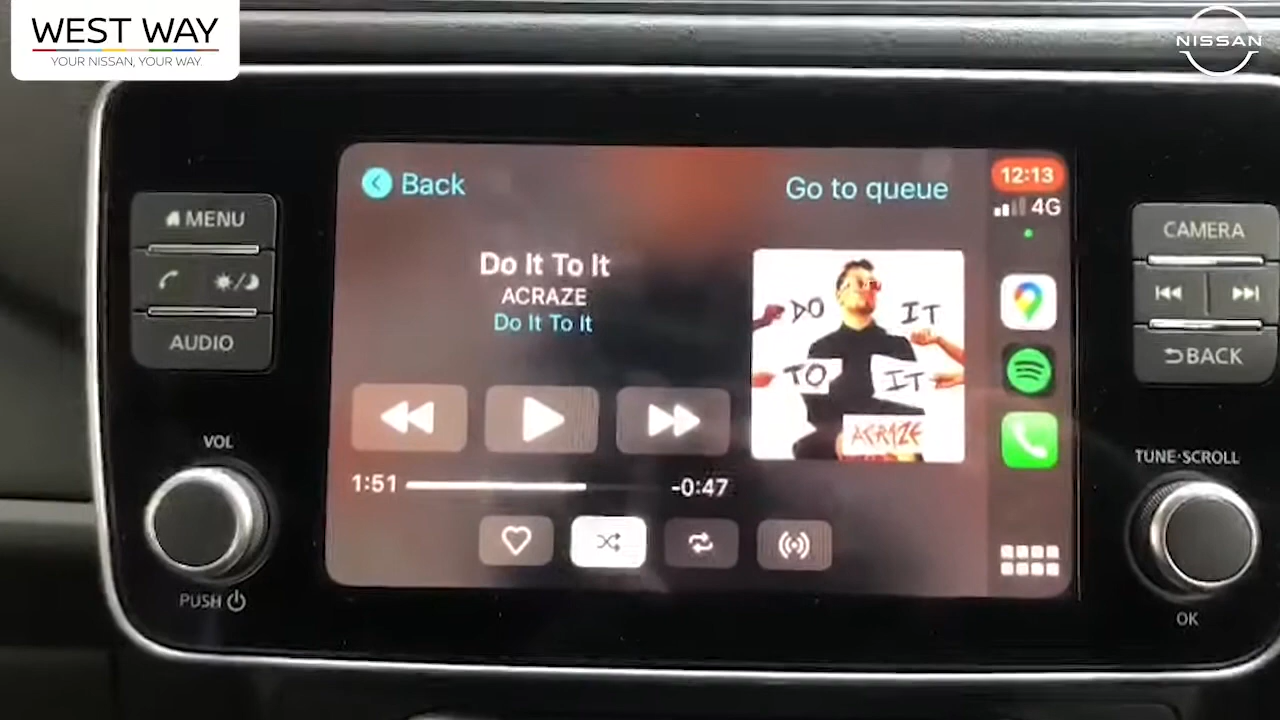 WEST WAY
YOUR NISSAN, YOUR WAY.
NISSAN
MENU
AUDIO
VOL
PUSH
Back
Go to queue
Do It To It
ACRAZE
Do It To It
1:51
-0:47
DO IT
TO IT
ACRAZE
12:13
4G
CAMERA
BACK
TUNE·SCROLL
OK